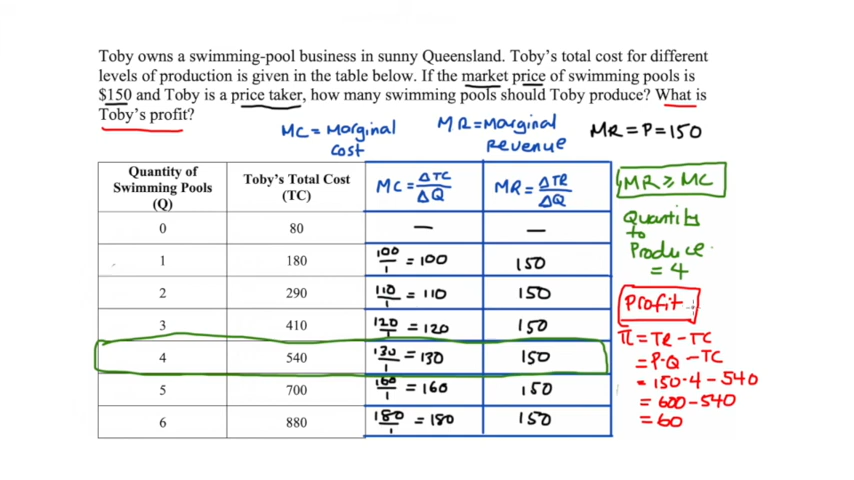 Toby owns a swimming-pool business in sunny Queensland. Toby's total cost for different
levels of production is given in the table below. If the market price of swimming pools is
$150 and Toby is a price taker, how many swimming pools should Toby produce? What is
Toby's profit?
MC = Marginal Cost
MR = Marginal Revenue
MR = P = 150
Quantity of Swimming Pools (Q) Toby's Total Cost (TC) MC = ΔTC/ΔQ MR = ΔTR/ΔQ
0 80 — —
1 180 100/1 = 100 150
2 290 110/1 = 110 150
3 410 120/1 = 120 150
4 540 130/1 = 130 150
5 700 160/1 = 160 150
6 880 180/1 = 180 150
MR ≥ MC
Quantity
to
Produce
= 4
Profit
π = TR - TC
= P·Q - TC
= 150·4 - 540
= 600 - 540
= 60